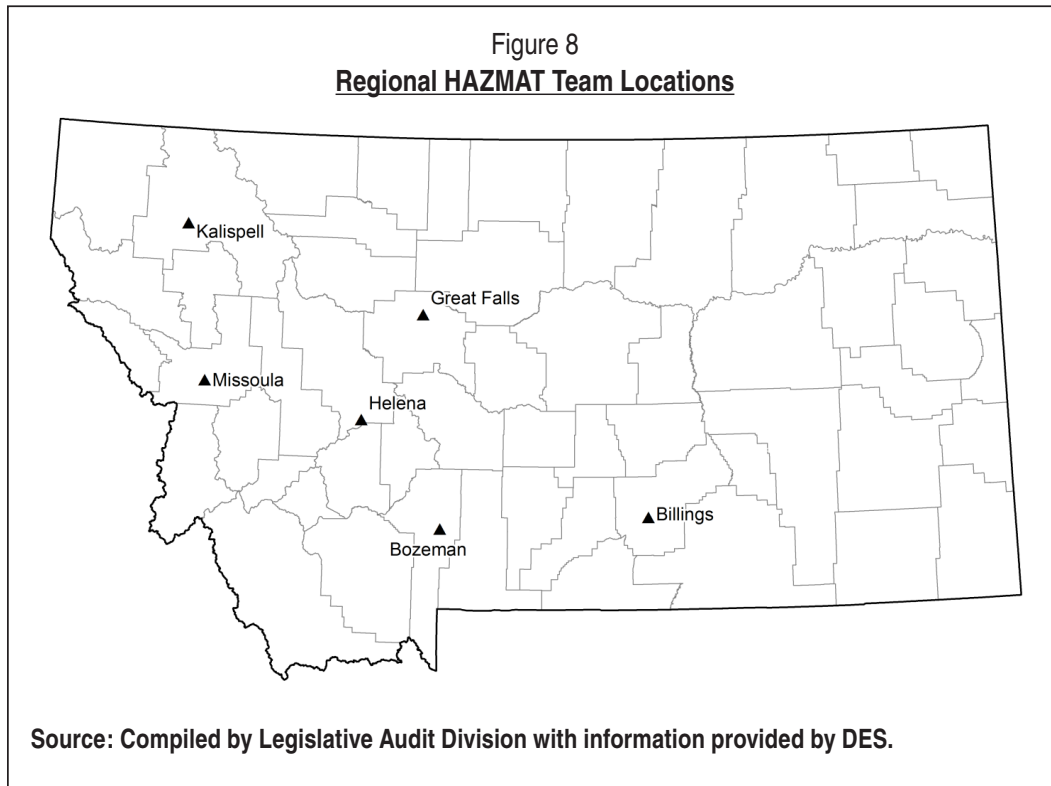 Figure 8
Regional HAZMAT Team Locations
Kalispell
Great Falls
Missoula
Helena
Billings
Bozeman
Source: Compiled by Legislative Audit Division with information provided by DES.